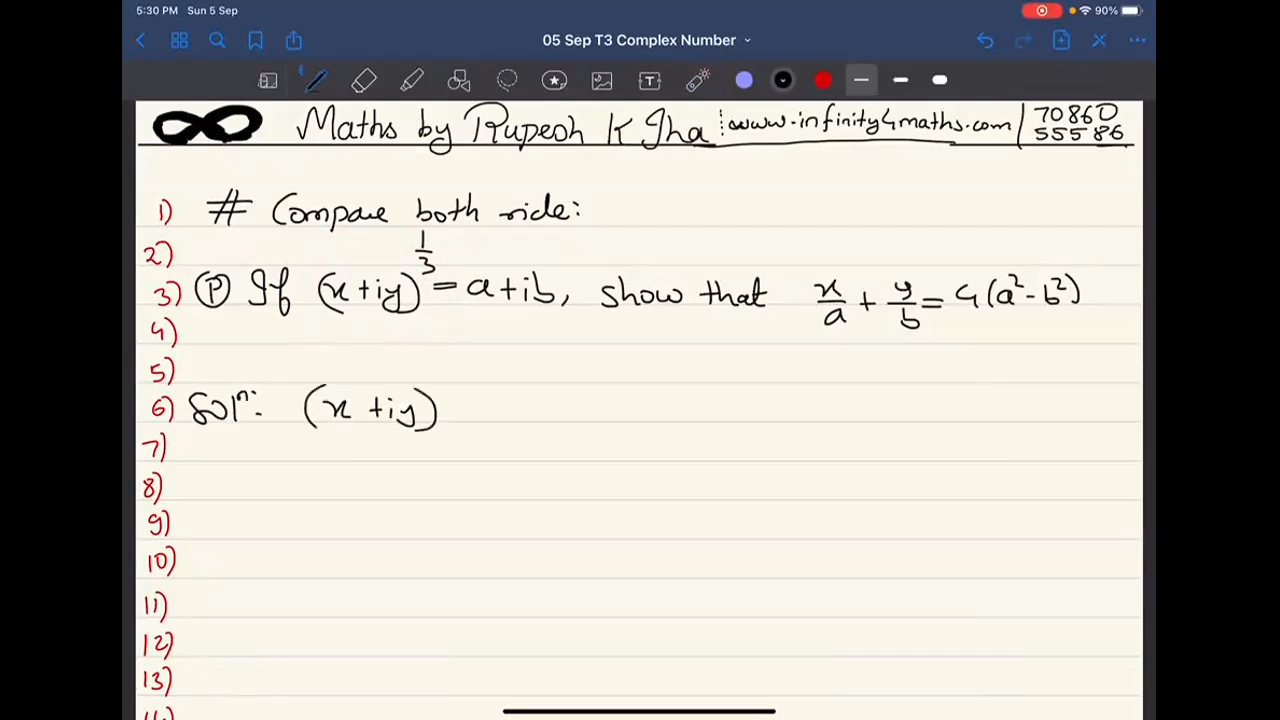 5:30 PM Sun 5 Sep 90%
05 Sep T3 Complex Number
Maths by Rupesh K Jha www.infinity4maths.com 70860 55586
1) # Compare both side:
2)
3) (P) If (x+iy)^{1/3} = a+ib, show that x/a + y/b = 4(a²-b²)
4)
5)
6) Solⁿ: (x+iy)
7)
8)
9)
10)
11)
12)
13)